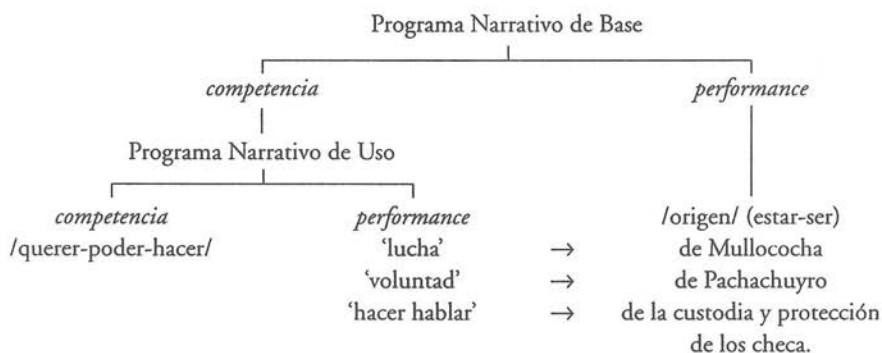 Programa Narrativo de Base
competencia performance
Programa Narrativo de Uso
competencia performance /origen/ (estar-ser)
/querer-poder-hacer/ ‘lucha’ → de Mullococha
‘voluntad’ → de Pachachuyro
‘hacer hablar’ → de la custodia y protección
de los checa.